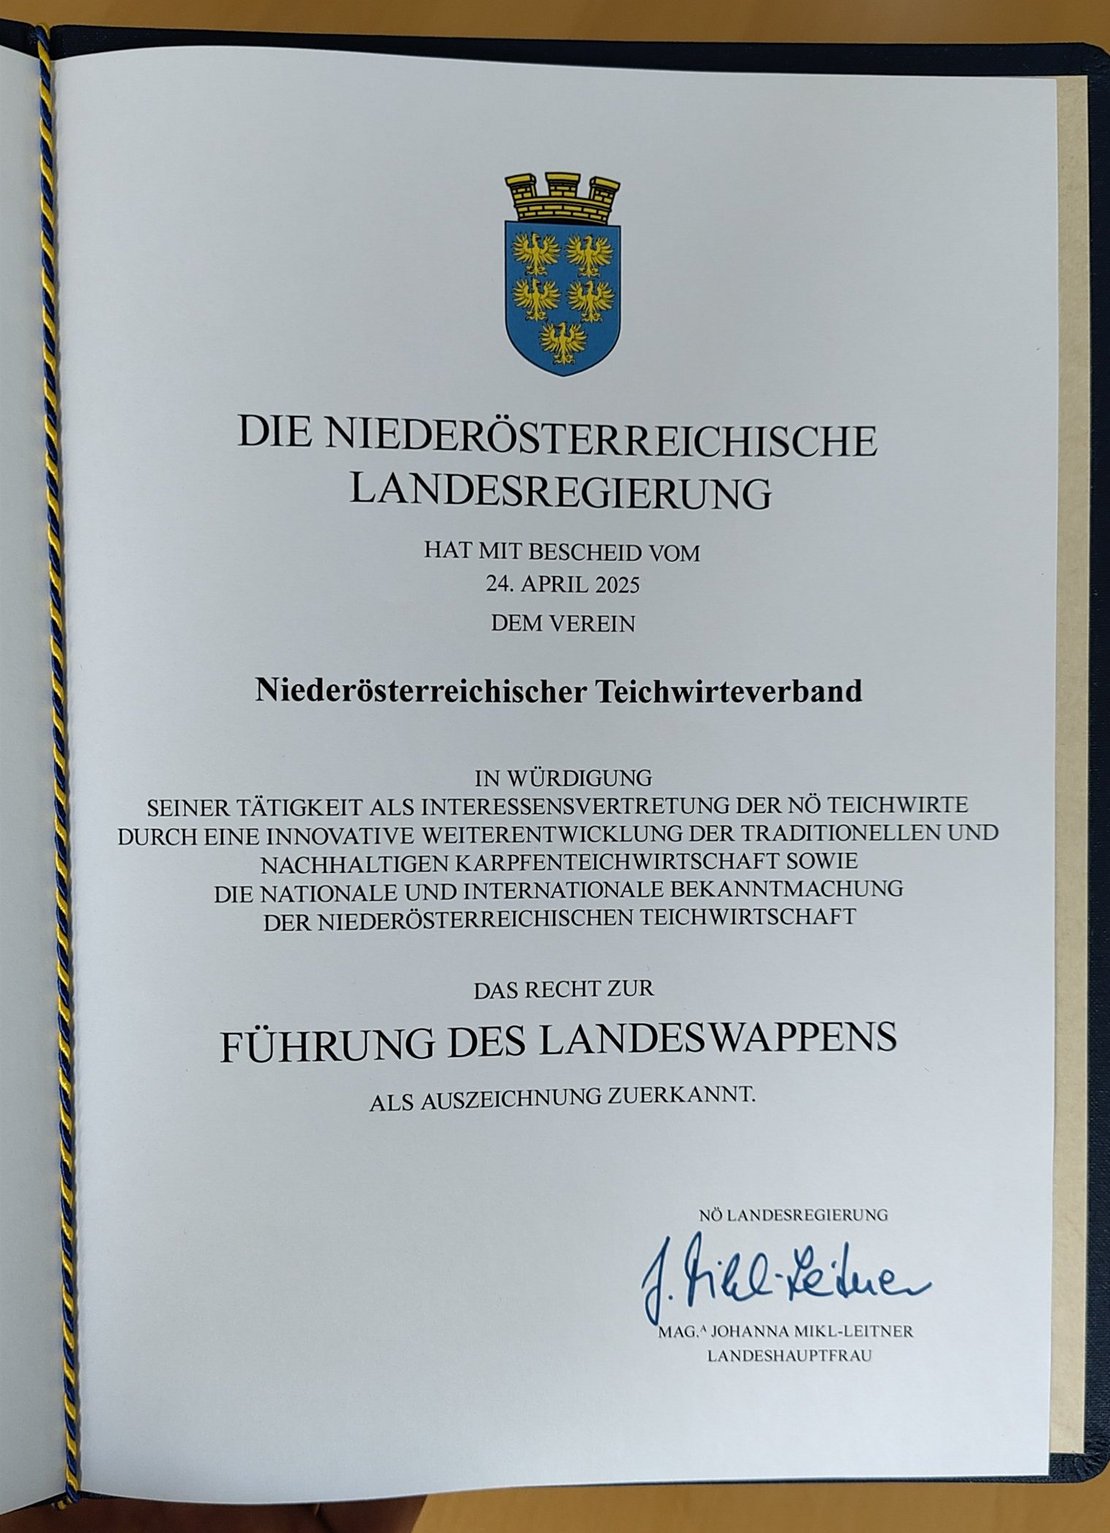 DIE NIEDERÖSTERREICHISCHE
LANDESREGIERUNG
HAT MIT BESCHEID VOM
24. APRIL 2025
DEM VEREIN
Niederösterreichischer Teichwirteverband
IN WÜRDIGUNG
SEINER TÄTIGKEIT ALS INTERESSENSVERTRETUNG DER NÖ TEICHWIRTE
DURCH EINE INNOVATIVE WEITERENTWICKLUNG DER TRADITIONELLEN UND
NACHHALTIGEN KARPFENTEICHWIRTSCHAFT SOWIE
DIE NATIONALE UND INTERNATIONALE BEKANNTMACHUNG
DER NIEDERÖSTERREICHISCHEN TEICHWIRTSCHAFT
DAS RECHT ZUR
FÜHRUNG DES LANDESWAPPENS
ALS AUSZEICHNUNG ZUERKANNT.
NÖ LANDESREGIERUNG
J. Mikl-Leitner
MAG.ᴬ JOHANNA MIKL-LEITNER
LANDESHAUPTFRAU